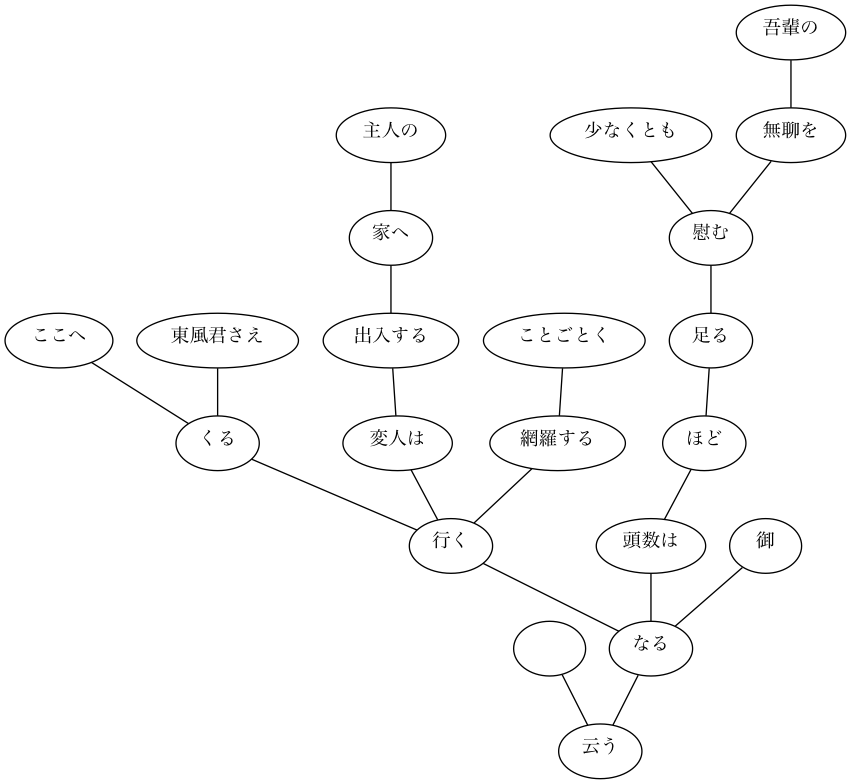 吾輩の
主人の
少なくとも
無聊を
家へ
慰む
ここへ
東風君さえ
出入する
ことごとく
足る
くる
変人は
網羅する
ほど
行く
頭数は
御
なる
云う